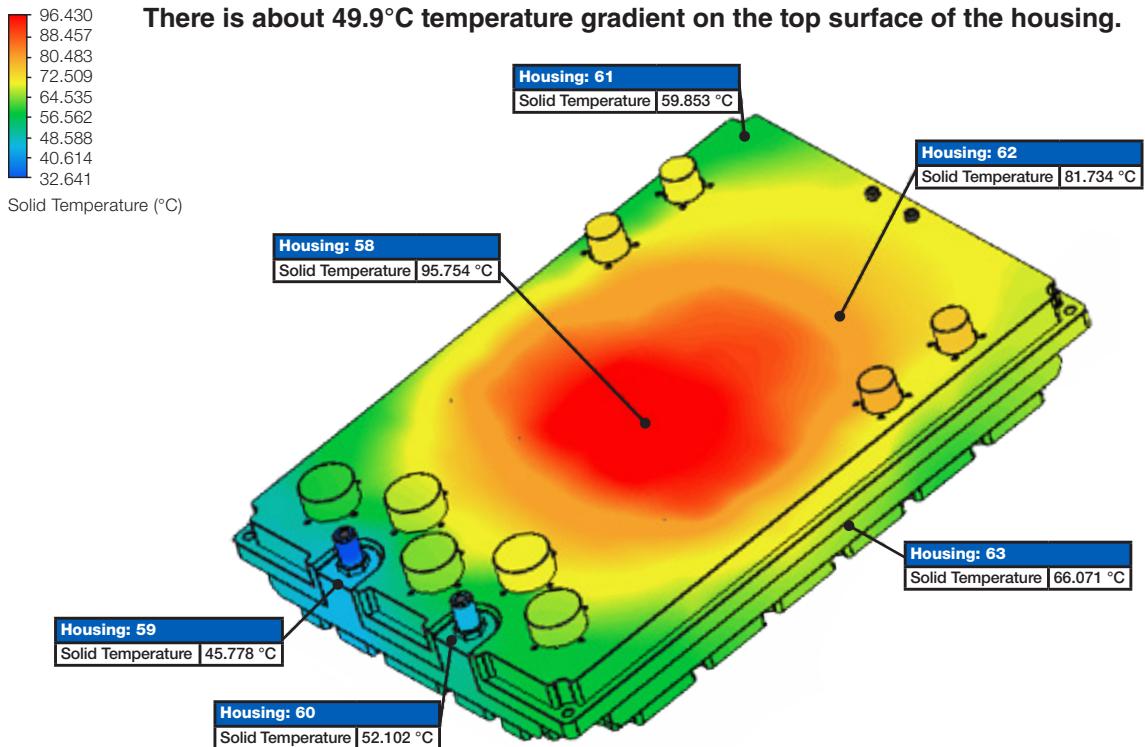 There is about 49.9°C temperature gradient on the top surface of the housing.
96.430
88.457
80.483
72.509
64.535
56.562
48.588
40.614
32.641
Solid Temperature (°C)
Housing: 61
Solid Temperature 59.853 °C
Housing: 62
Solid Temperature 81.734 °C
Housing: 58
Solid Temperature 95.754 °C
Housing: 63
Solid Temperature 66.071 °C
Housing: 59
Solid Temperature 45.778 °C
Housing: 60
Solid Temperature 52.102 °C